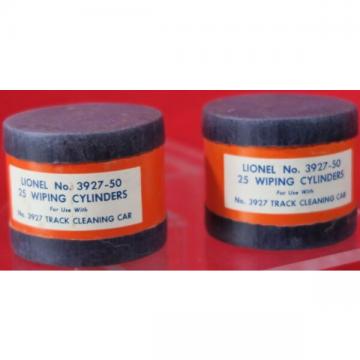 LIONEL No. 3927-50
25 WIPING CYLINDERS
For Use With
No. 3927 TRACK CLEANING CAR
LIONEL No. 3927-50
25 WIPING CYLINDERS
For Use With
No. 3927 TRACK CLEANING CAR